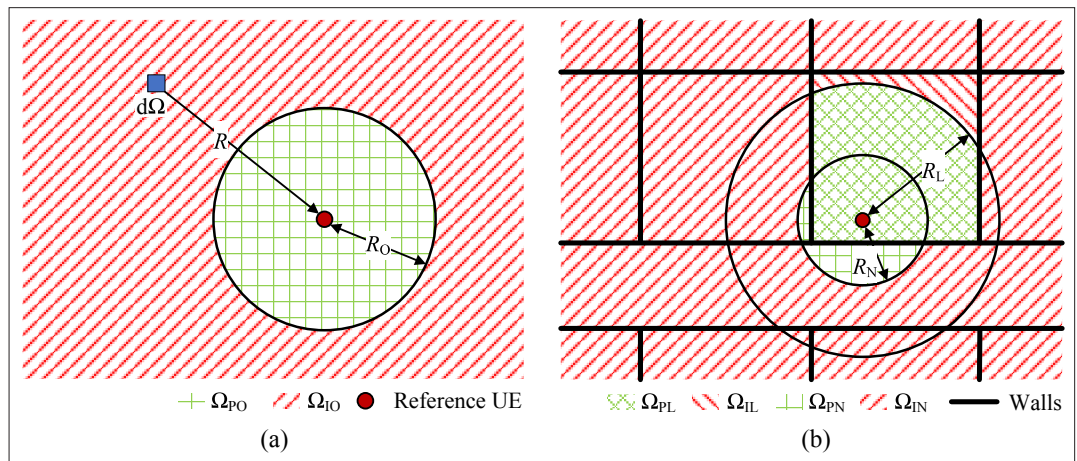 dΩ
R
R_O
Ω_PO Ω_IO Reference UE
(a)
R_L
R_N
Ω_PL Ω_IL Ω_PN Ω_IN Walls
(b)